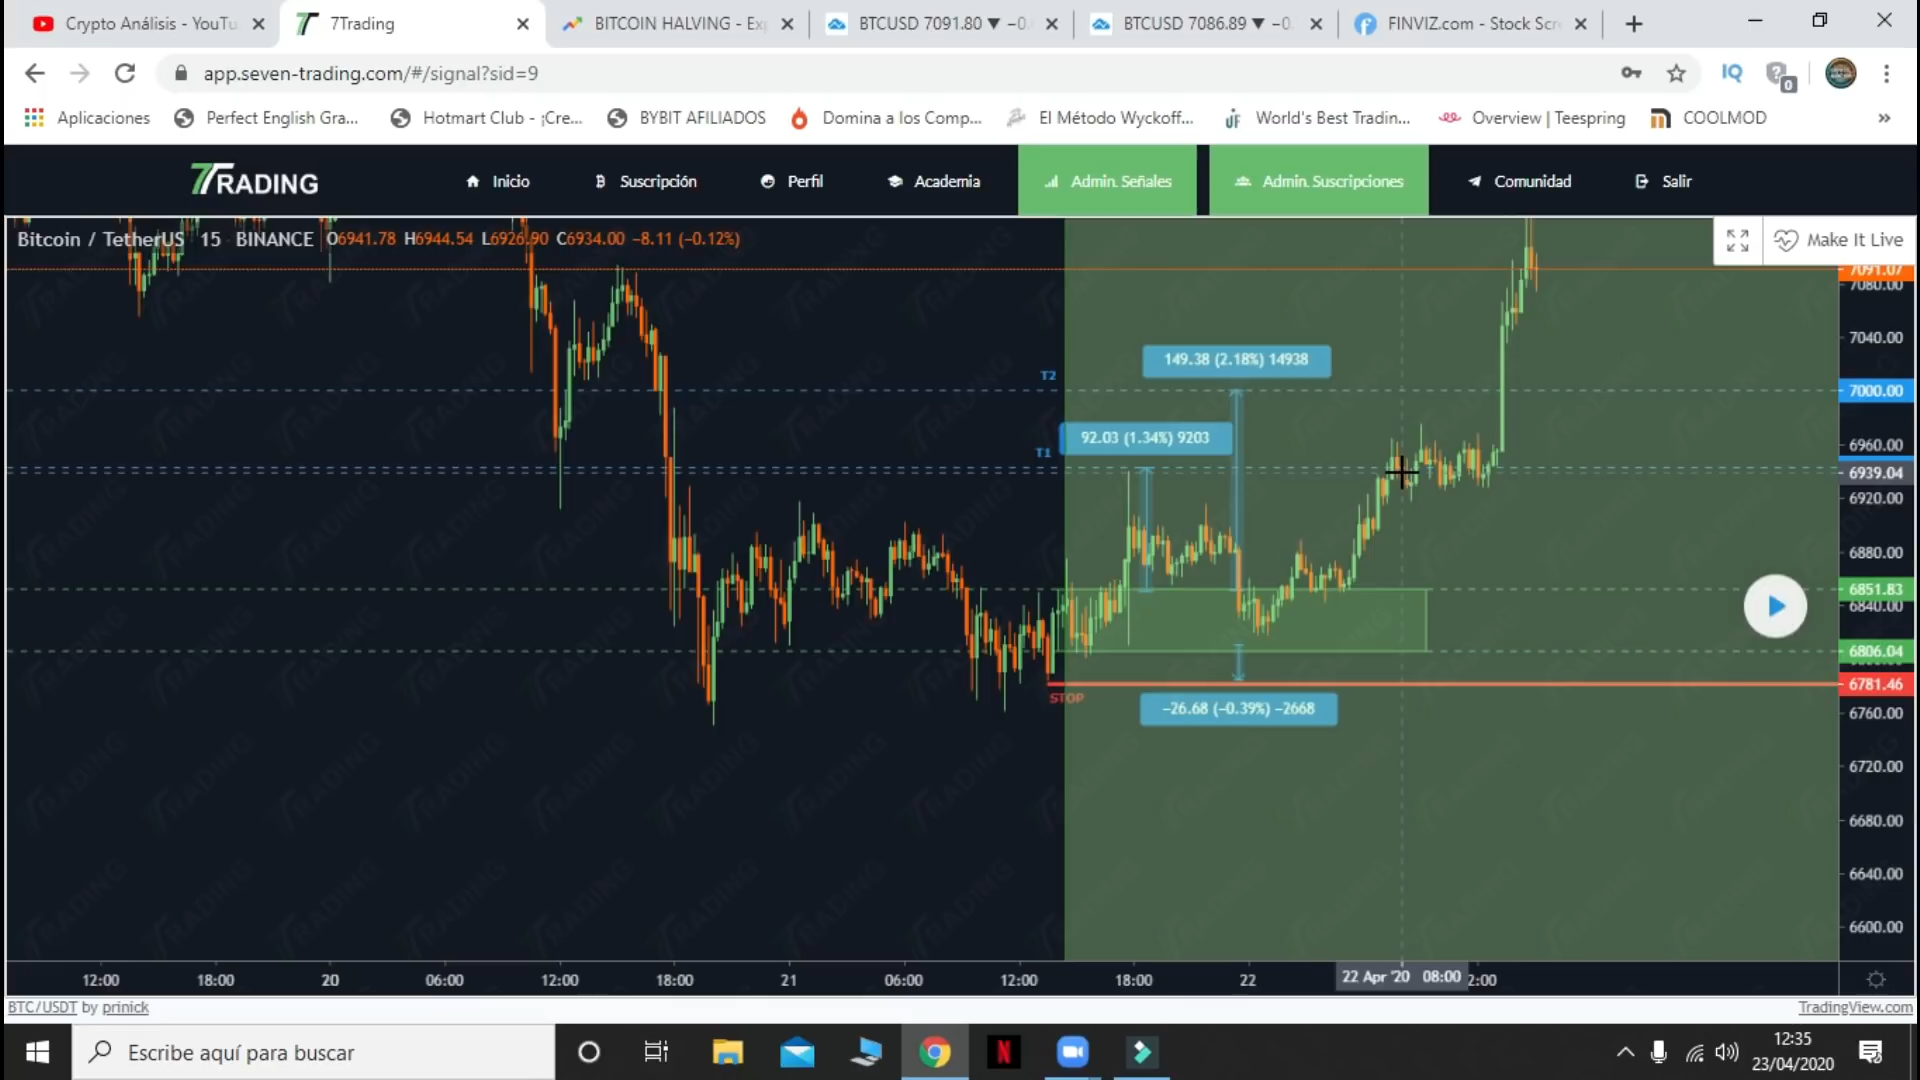 Crypto Análisis - YouTu
7Trading
BITCOIN HALVING - Ex
BTCUSD 7091.80 ▼ −0.
BTCUSD 7086.89 ▼ −0.
FINVIZ.com - Stock Scr
app.seven-trading.com/#/signal?sid=9
IQ
0
Aplicaciones
Perfect English Gra...
Hotmart Club - ¡Cre...
BYBIT AFILIADOS
Domina a los Comp...
El Método Wyckoff...
World's Best Tradin...
Overview | Teespring
COOLMOD
»
7TRADING
Inicio
Suscripción
Perfil
Academia
Admin. Señales
Admin. Suscripciones
Comunidad
Salir
Bitcoin / TetherUS 15 BINANCE O6941.78 H6944.54 L6926.90 C6934.00 −8.11 (−0.12%)
Make It Live
7091.07
7080.00
7040.00
149.38 (2.18%) 14938
T2
7000.00
92.03 (1.34%) 9203
T1
6960.00
6939.04
6920.00
6880.00
6851.83
6840.00
6806.04
6781.46
STOP
−26.68 (−0.39%) −2668
6760.00
6720.00
6680.00
6640.00
6600.00
12:00 18:00 20 06:00 12:00 18:00 21 06:00 12:00 18:00 22 22 Apr '20 08:00 2:00
BTC/USDT by prinick
TradingView.com
Escribe aquí para buscar
12:35
23/04/2020